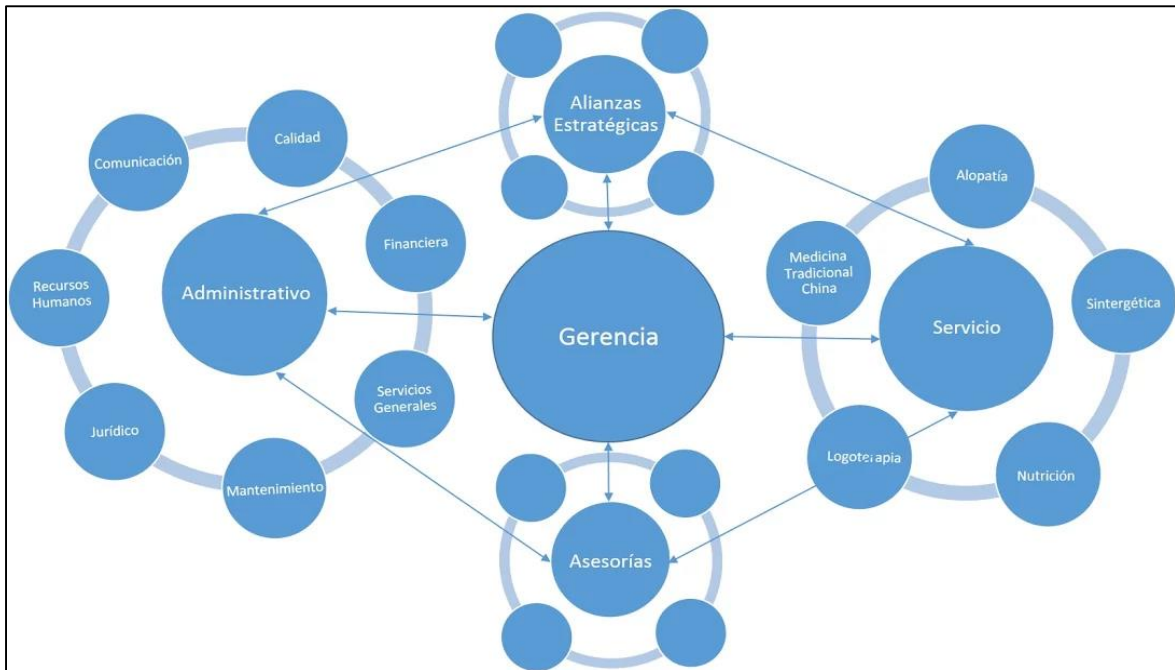 Alianzas
Estratégicas
Calidad
Comunicación
Financiera
Recursos
Humanos
Administrativo
Servicios
Generales
Jurídico
Mantenimiento
Gerencia
Alopatía
Medicina
Tradicional
China
Sintergética
Servicio
Logoterapia
Nutrición
Asesorías